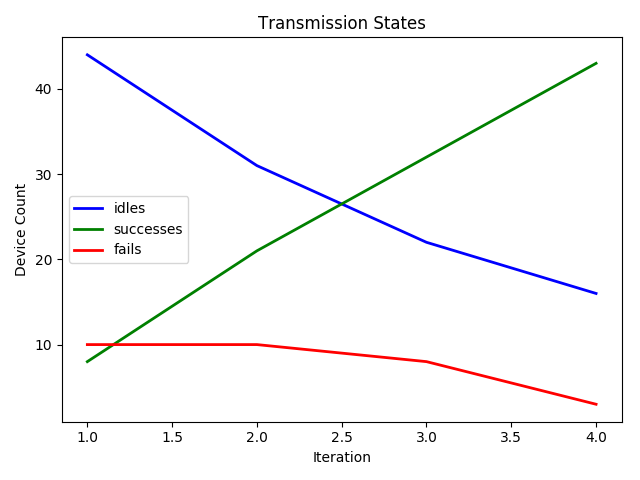 Transmission States
Device Count
40
30
20
10
idles
successes
fails
1.0 1.5 2.0 2.5 3.0 3.5 4.0
Iteration